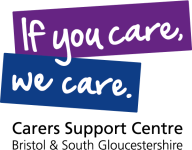 If you care,
we care.
Carers Support Centre
Bristol & South Gloucestershire